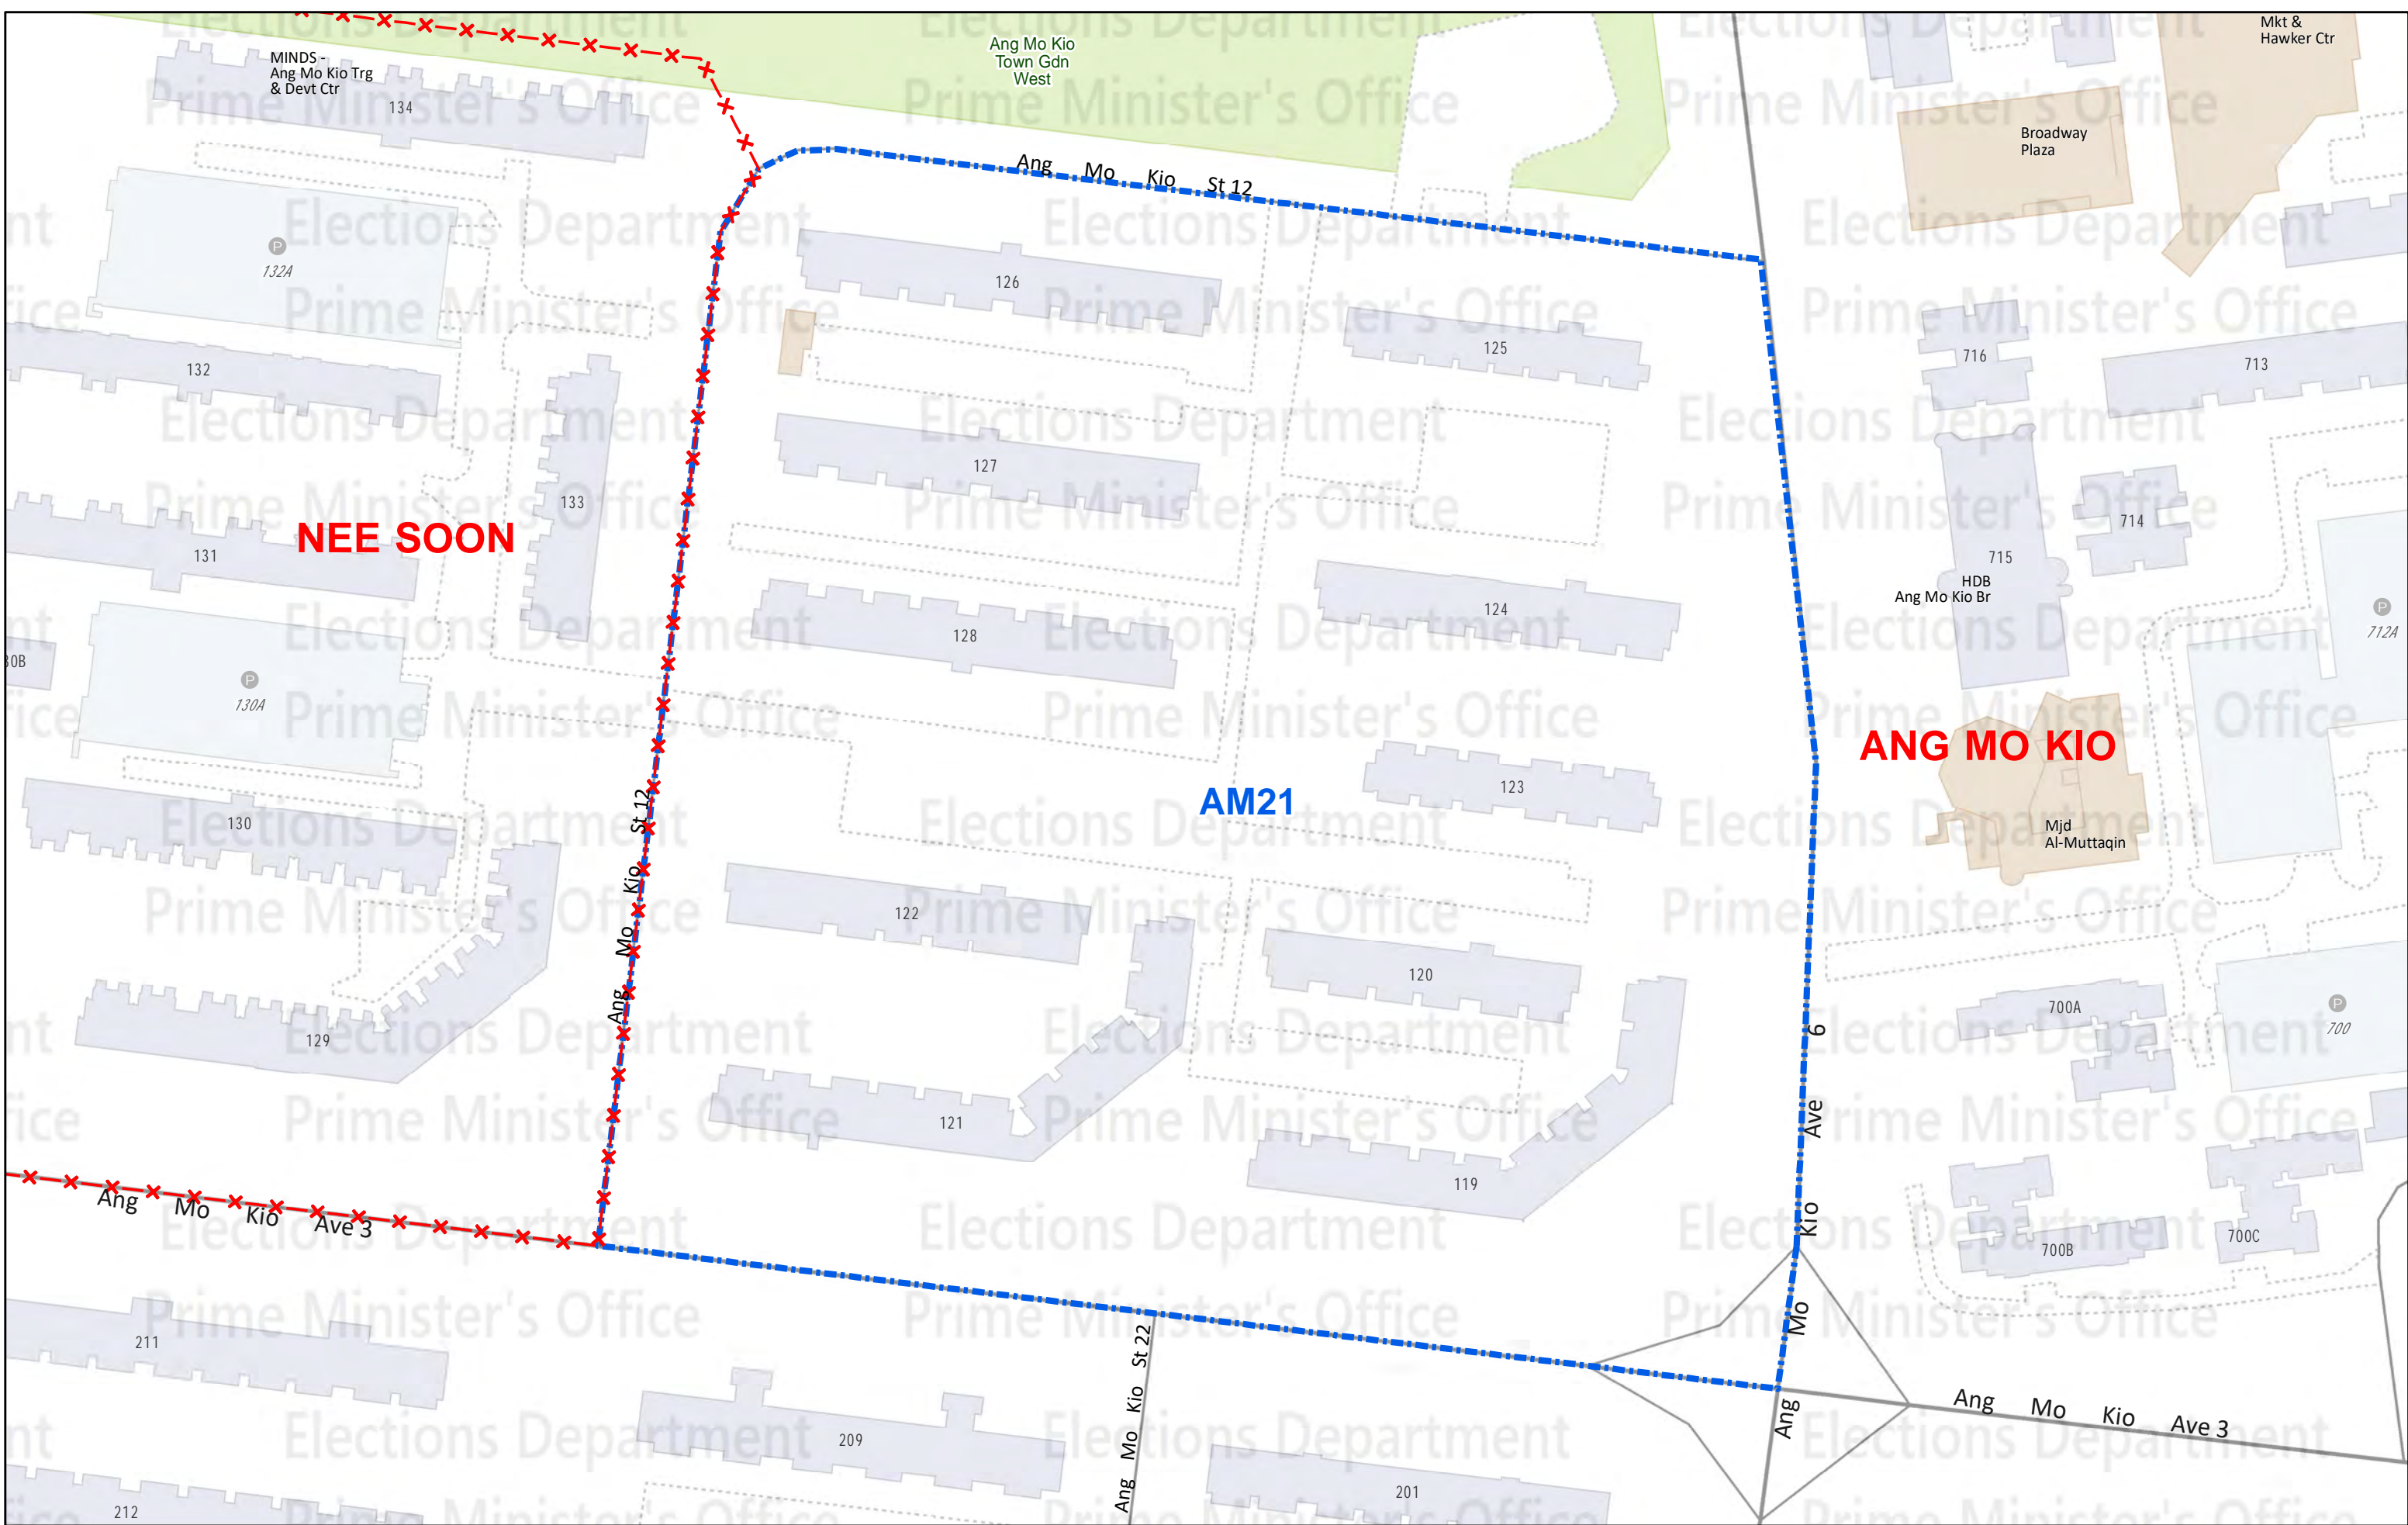 Elections Department
Prime Minister's Office
MINDS -
Ang Mo Kio Trg
& Devt Ctr
134
Ang Mo Kio
Town Gdn
West
Mkt &
Hawker Ctr
Broadway
Plaza
Ang Mo Kio St 12
P
132A
126
125
716
713
132
127
133
714
NEE SOON
131
715
HDB
Ang Mo Kio Br
124
128
P
712A
30B
P
130A
ANG MO KIO
AM21
123
130
Mjd
Al-Muttaqin
Ang Mo Kio St 12
122
120
700A
P
700
129
121
119
Ang Mo Kio Ave 6
Ang Mo Kio Ave 3
700B
700C
211
Ang Mo Kio St 22
209
Ang Mo Kio Ave 3
201
212